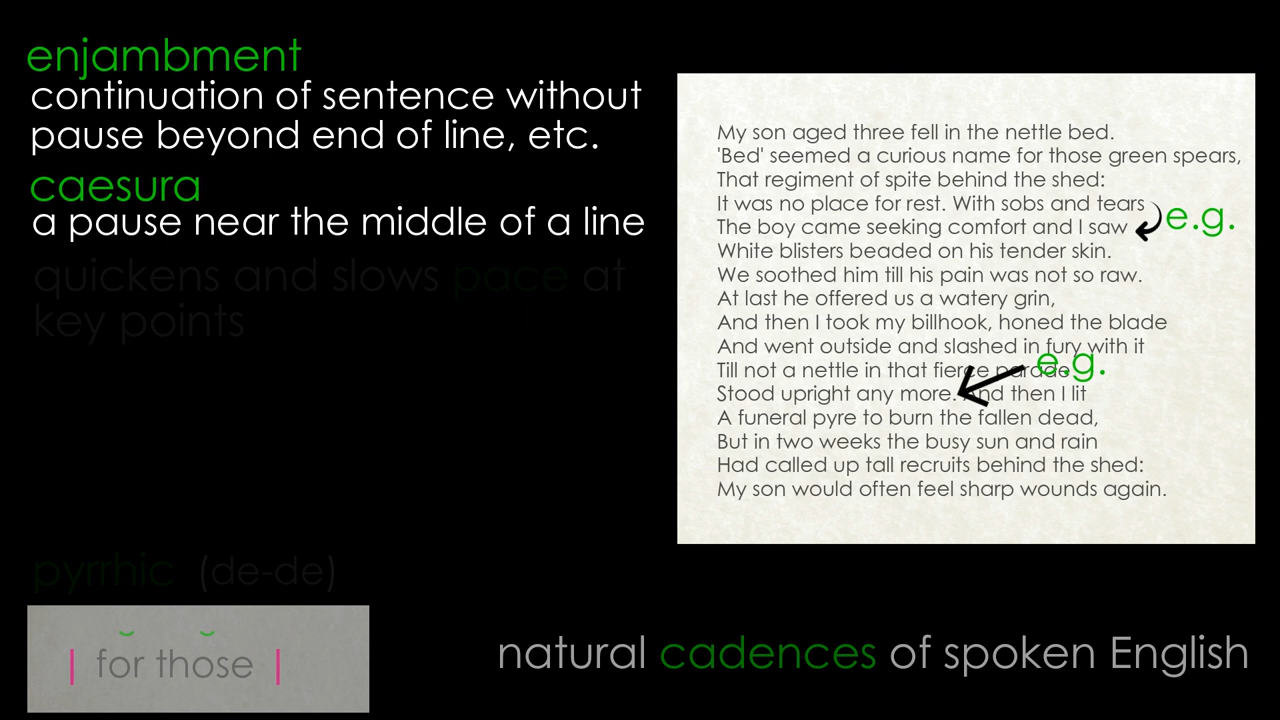 enjambment
continuation of sentence without
pause beyond end of line, etc.
caesura
a pause near the middle of a line
quickens and slows pace at
key points
My son aged three fell in the nettle bed.
'Bed' seemed a curious name for those green spears,
That regiment of spite behind the shed:
It was no place for rest. With sobs and tears
The boy came seeking comfort and I saw
e.g.
White blisters beaded on his tender skin.
We soothed him till his pain was not so raw.
At last he offered us a watery grin,
And then I took my billhook, honed the blade
And went outside and slashed in fury with it
Till not a nettle in that fierce parade
e.g.
Stood upright any more. And then I lit
A funeral pyre to burn the fallen dead,
But in two weeks the busy sun and rain
Had called up tall recruits behind the shed:
My son would often feel sharp wounds again.
pyrrhic (de-de)
| for those |
natural cadences of spoken English